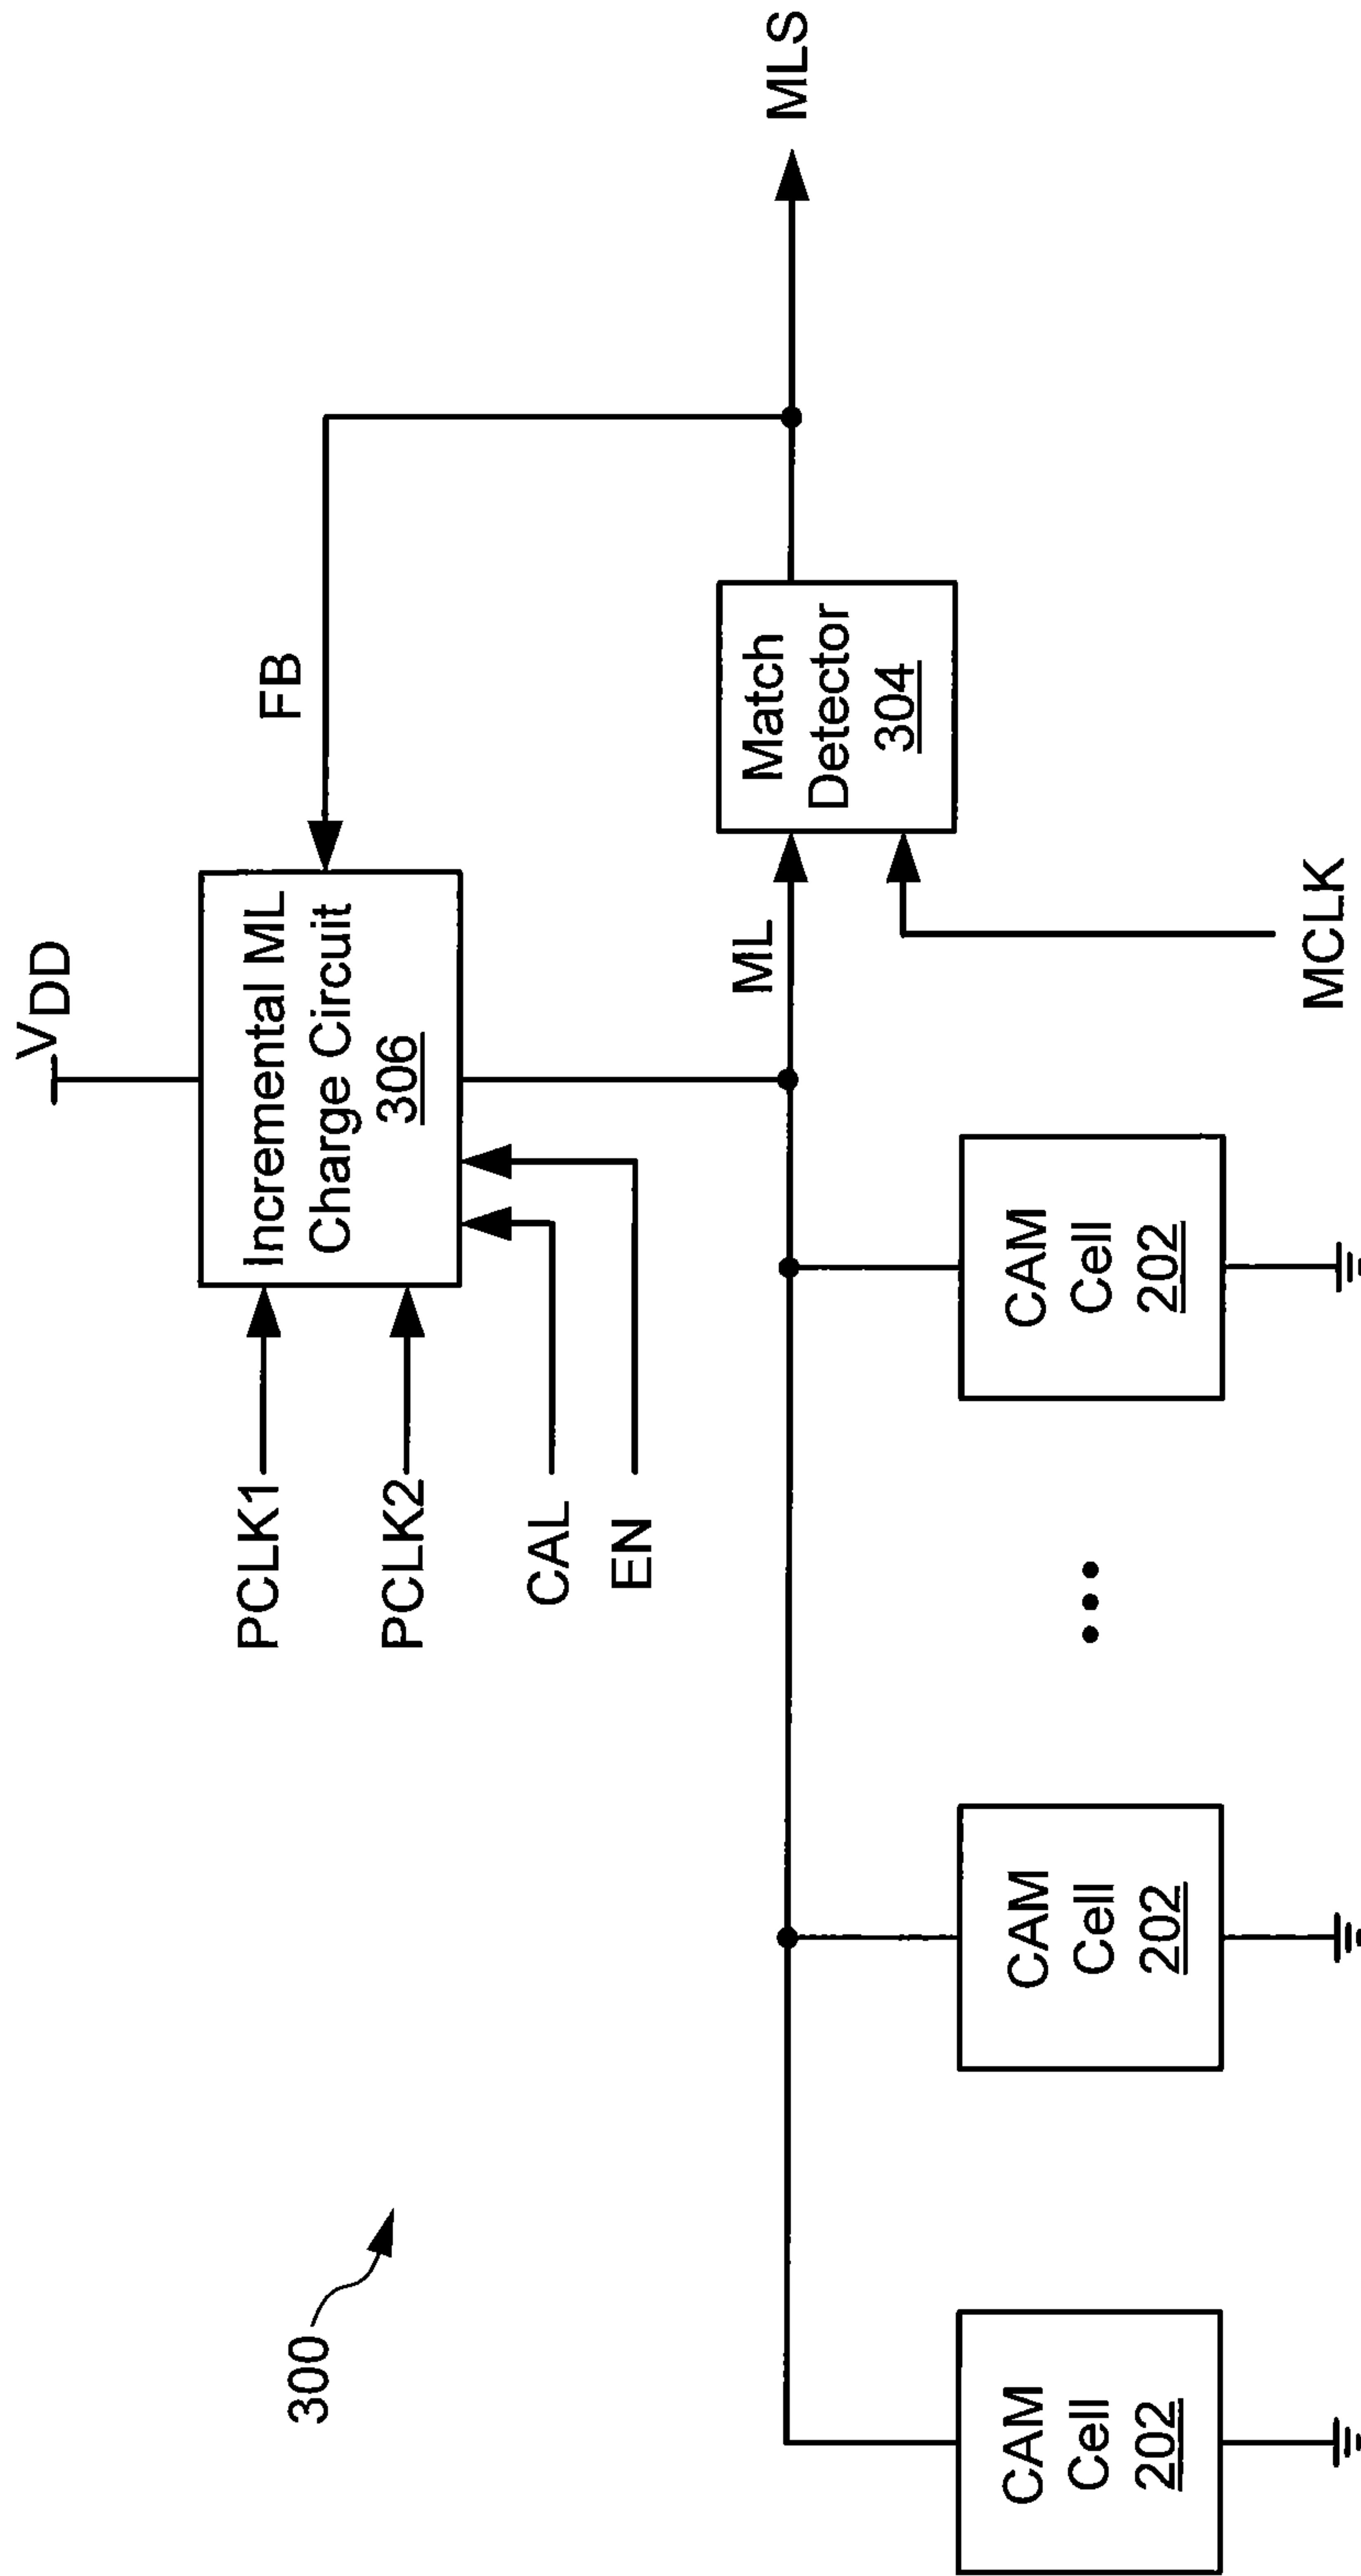 300
VDD
PCLK1
PCLK2
CAL
EN
Incremental ML
Charge Circuit
306
FB
MLS
ML
Match
Detector
304
MCLK
CAM
Cell
202
CAM
Cell
202
CAM
Cell
202